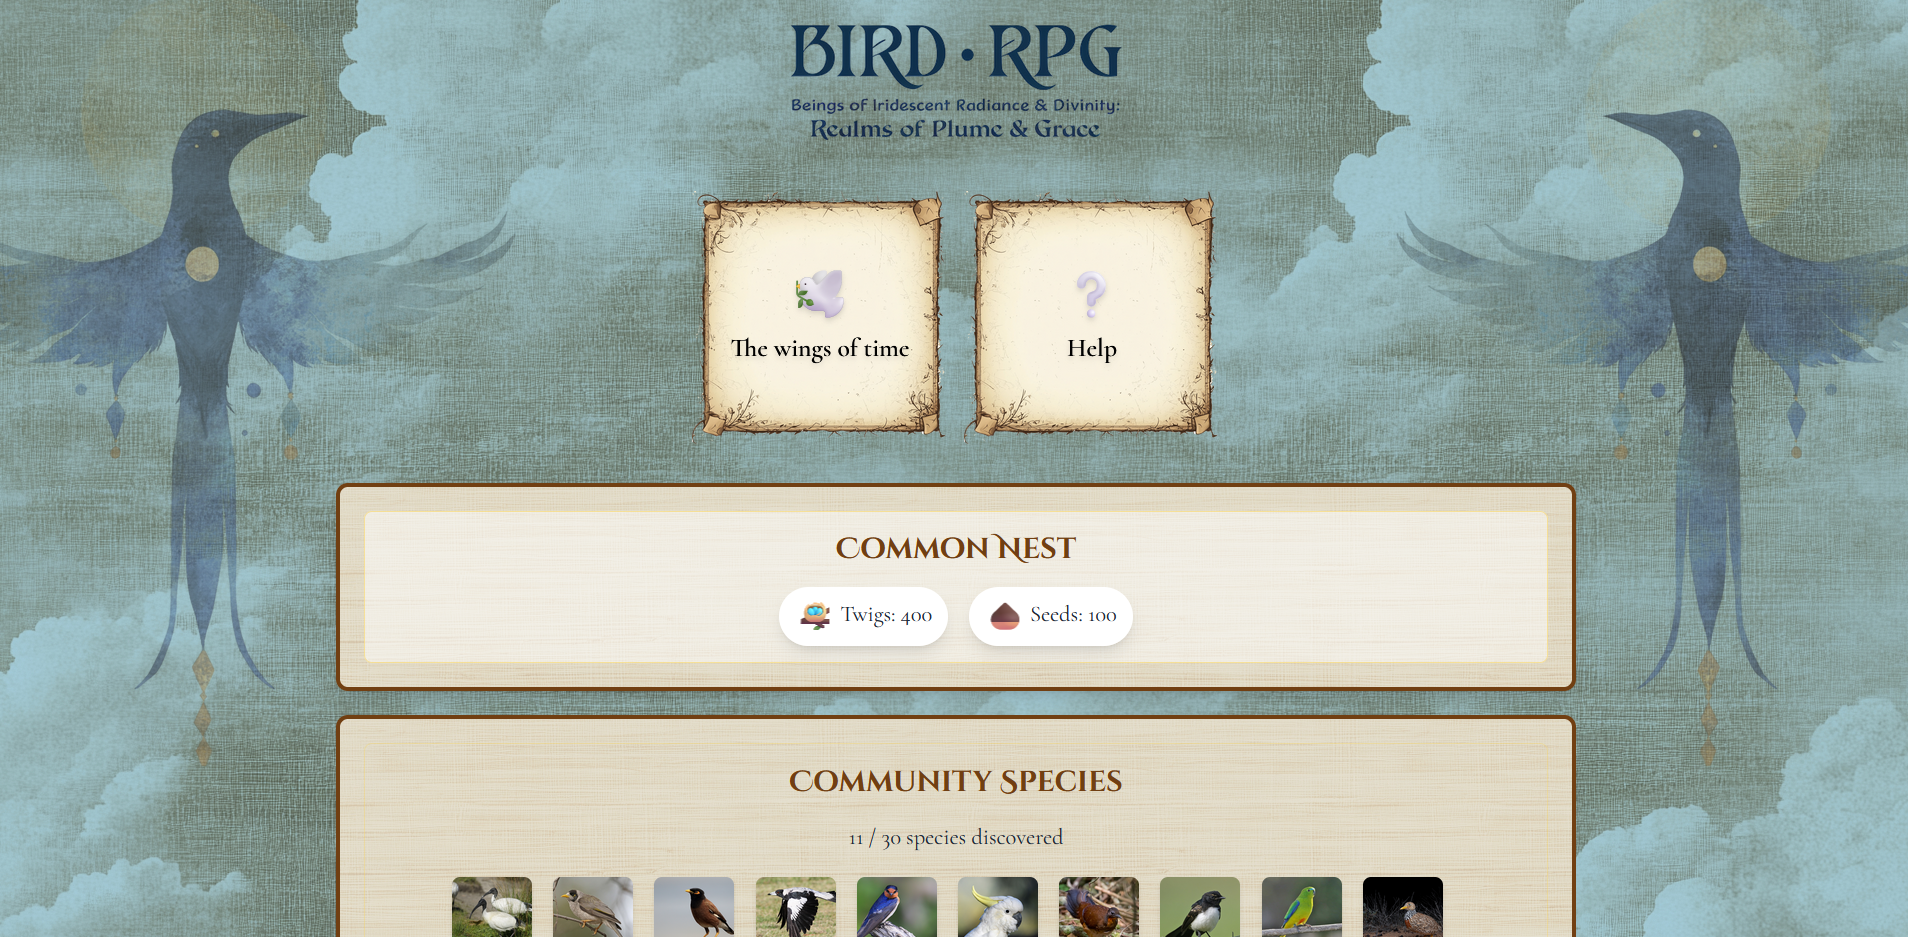 BIRD · RPG
Beings of Iridescent Radiance & Divinity:
Realms of Plume & Grace
The wings of time
Help
Common Nest
Twigs: 400
Seeds: 100
Community Species
11 / 30 species discovered